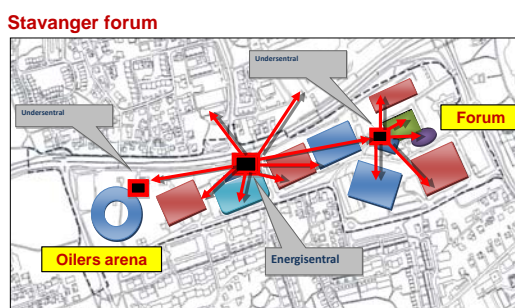 Stavanger forum
Undersentral
Undersentral
Forum
Oilers arena
Energisentral